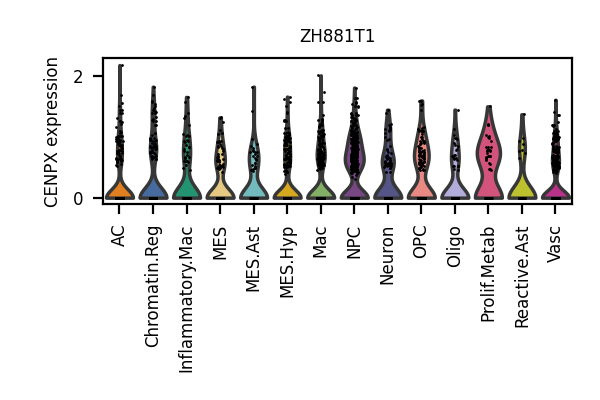 ZH881T1
CENPX expression
2
0
AC
Chromatin.Reg
Inflammatory.Mac
MES
MES.Ast
MES.Hyp
Mac
NPC
Neuron
OPC
Oligo
Prolif.Metab
Reactive.Ast
Vasc